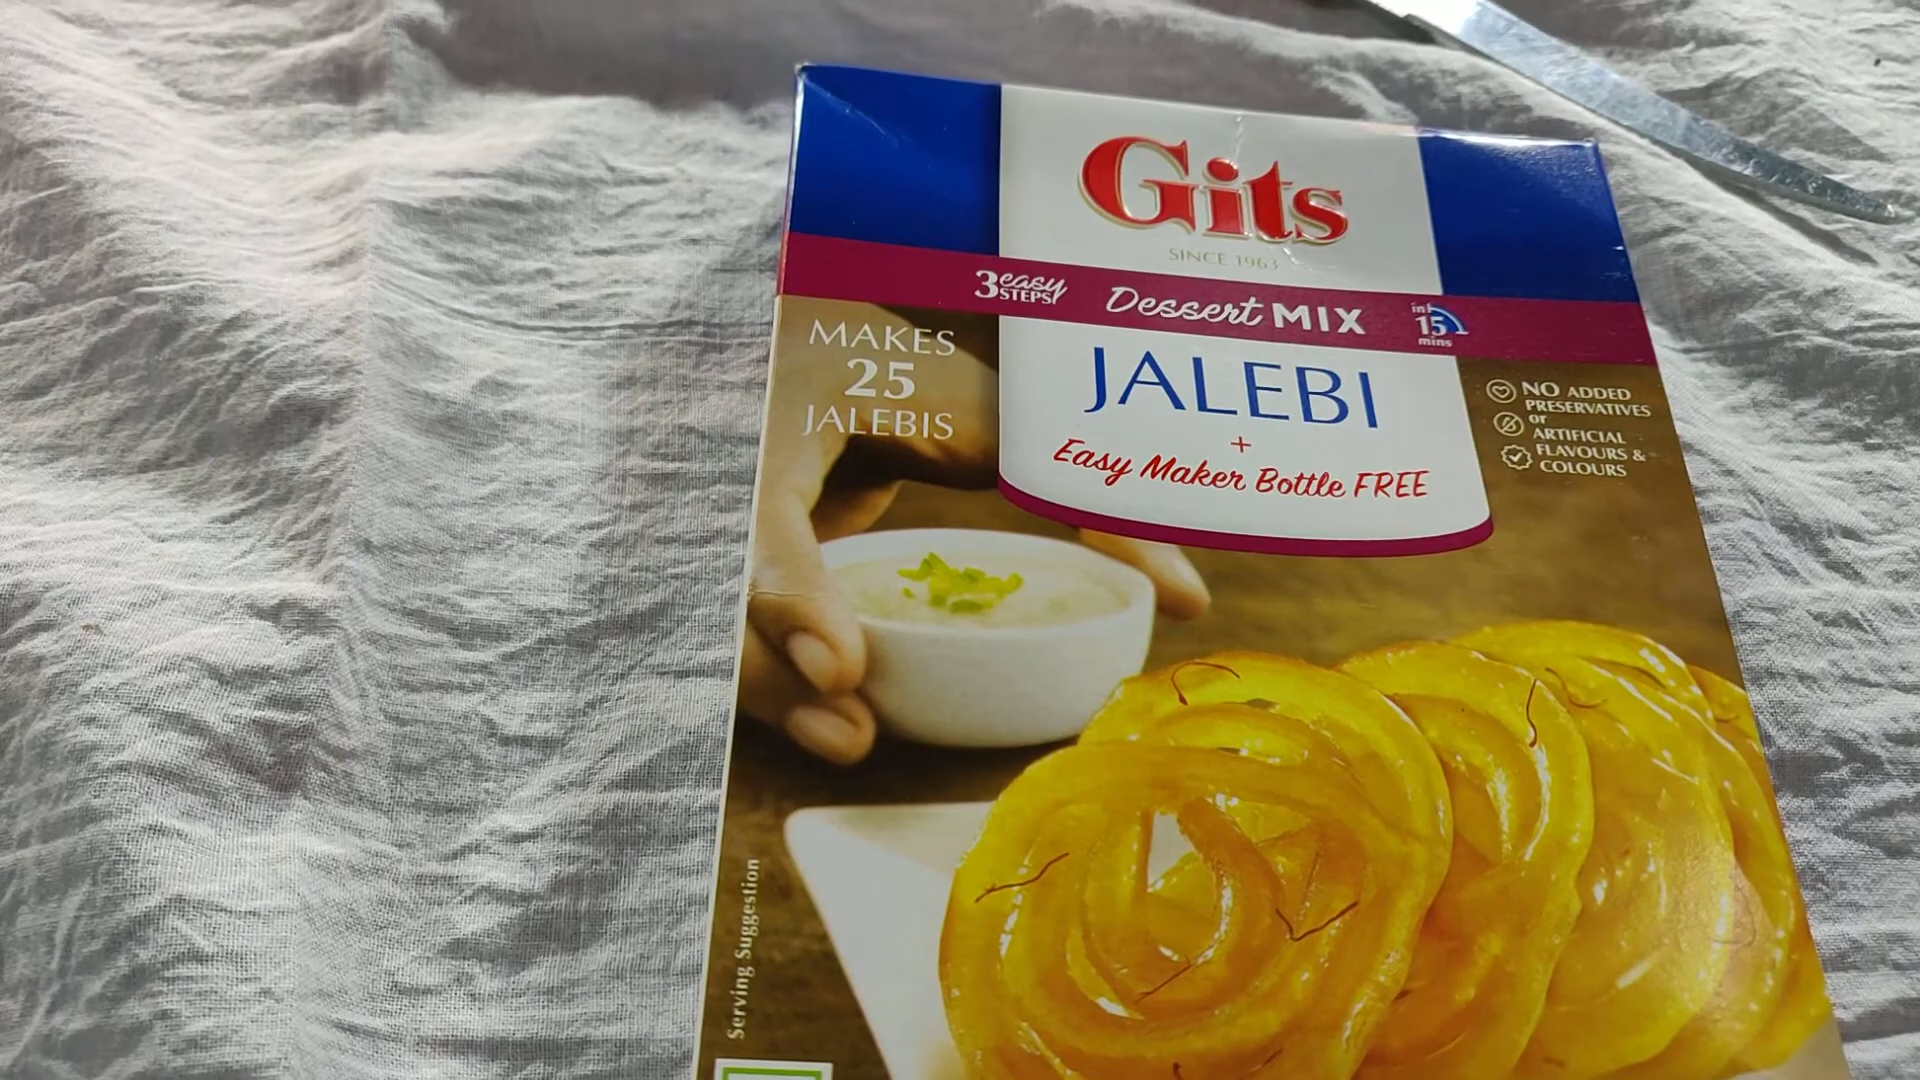 Gits
SINCE 1963
3 easy STEPS
Dessert MIX
in 15 mins
MAKES
25
JALEBIS
JALEBI
+
Easy Maker Bottle FREE
NO ADDED
PRESERVATIVES
or
ARTIFICIAL
FLAVOURS &
COLOURS
Serving Suggestion